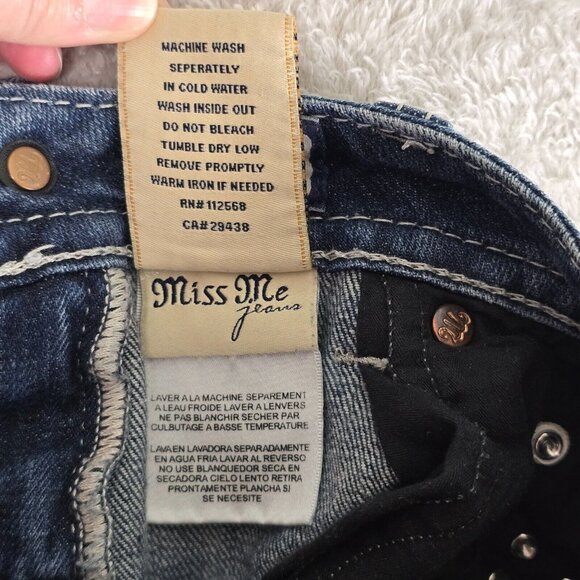 MACHINE WASH
SEPERATELY
IN COLD WATER
WASH INSIDE OUT
DO NOT BLEACH
TUMBLE DRY LOW
REMOVE PROMPTLY
WARM IRON IF NEEDED
RN# 112568
CA# 29438
Miss Me
jeans
LAVER A LA MACHINE SEPAREMENT
A LEAU FROIDE LAVER A LENVERS
NE PAS BLANCHIR SECHER PAR
CULBUTAGE A BASSE TEMPERATURE
LAVA EN LAVADORA SEPARADAMENTE
EN AGUA FRIA LAVAR AL REVERSO
NO USE BLANQUEDOR SECA EN
SECADORA CIELO LENTO RETIRA
PRONTAMENTE PLANCHA SI
SE NECESITE